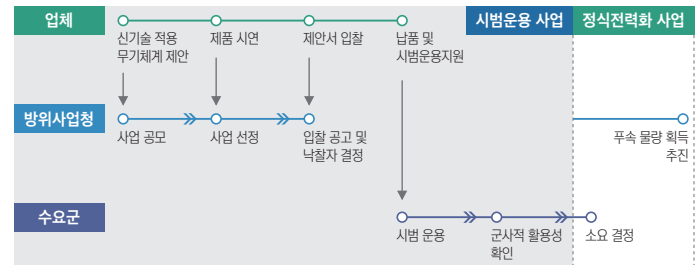 업체
시범운용 사업
정식전력화 사업
신기술 적용
무기체계 제안
제품 시연
제안서 입찰
납품 및
시범운용지원
방위사업청
사업 공모
사업 선정
입찰 공고 및
낙찰자 결정
푸속 물량 획득
추진
수요군
시범 운용
군사적 활용성
확인
소요 결정